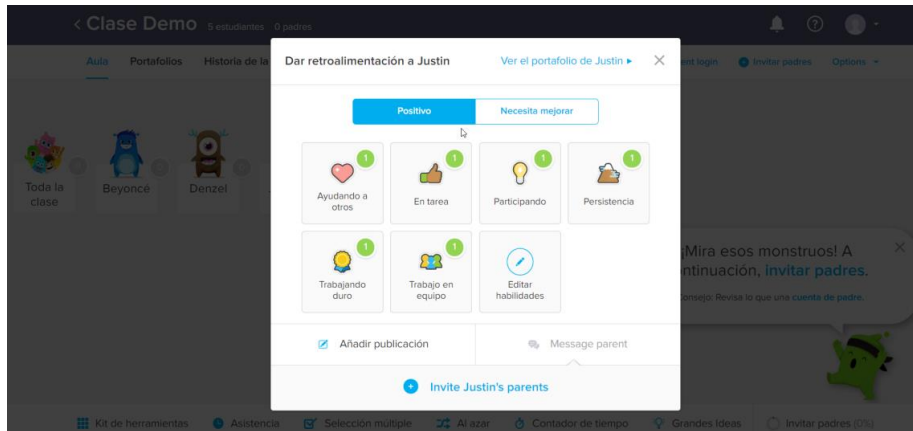 < Clase Demo 5 estudiantes 0 padres
Aula Portafolios Historia de la
ent login Invitar padres Options
Dar retroalimentación a Justin Ver el portafolio de Justin ▸
Positivo Necesita mejorar
Toda la clase
Beyoncé
Denzel
1
Ayudando a otros
1
En tarea
1
Participando
1
Persistencia
1
Trabajando duro
1
Trabajo en equipo
Editar habilidades
¡Mira esos monstruos! A
ntinuación, invitar padres.
onsejo: Revisa lo que una cuenta de padre.
Añadir publicación Message parent
Invite Justin's parents
Kit de herramientas Asistencia Selección múltiple Al azar Contador de tiempo Grandes Ideas Invitar padres (0%)